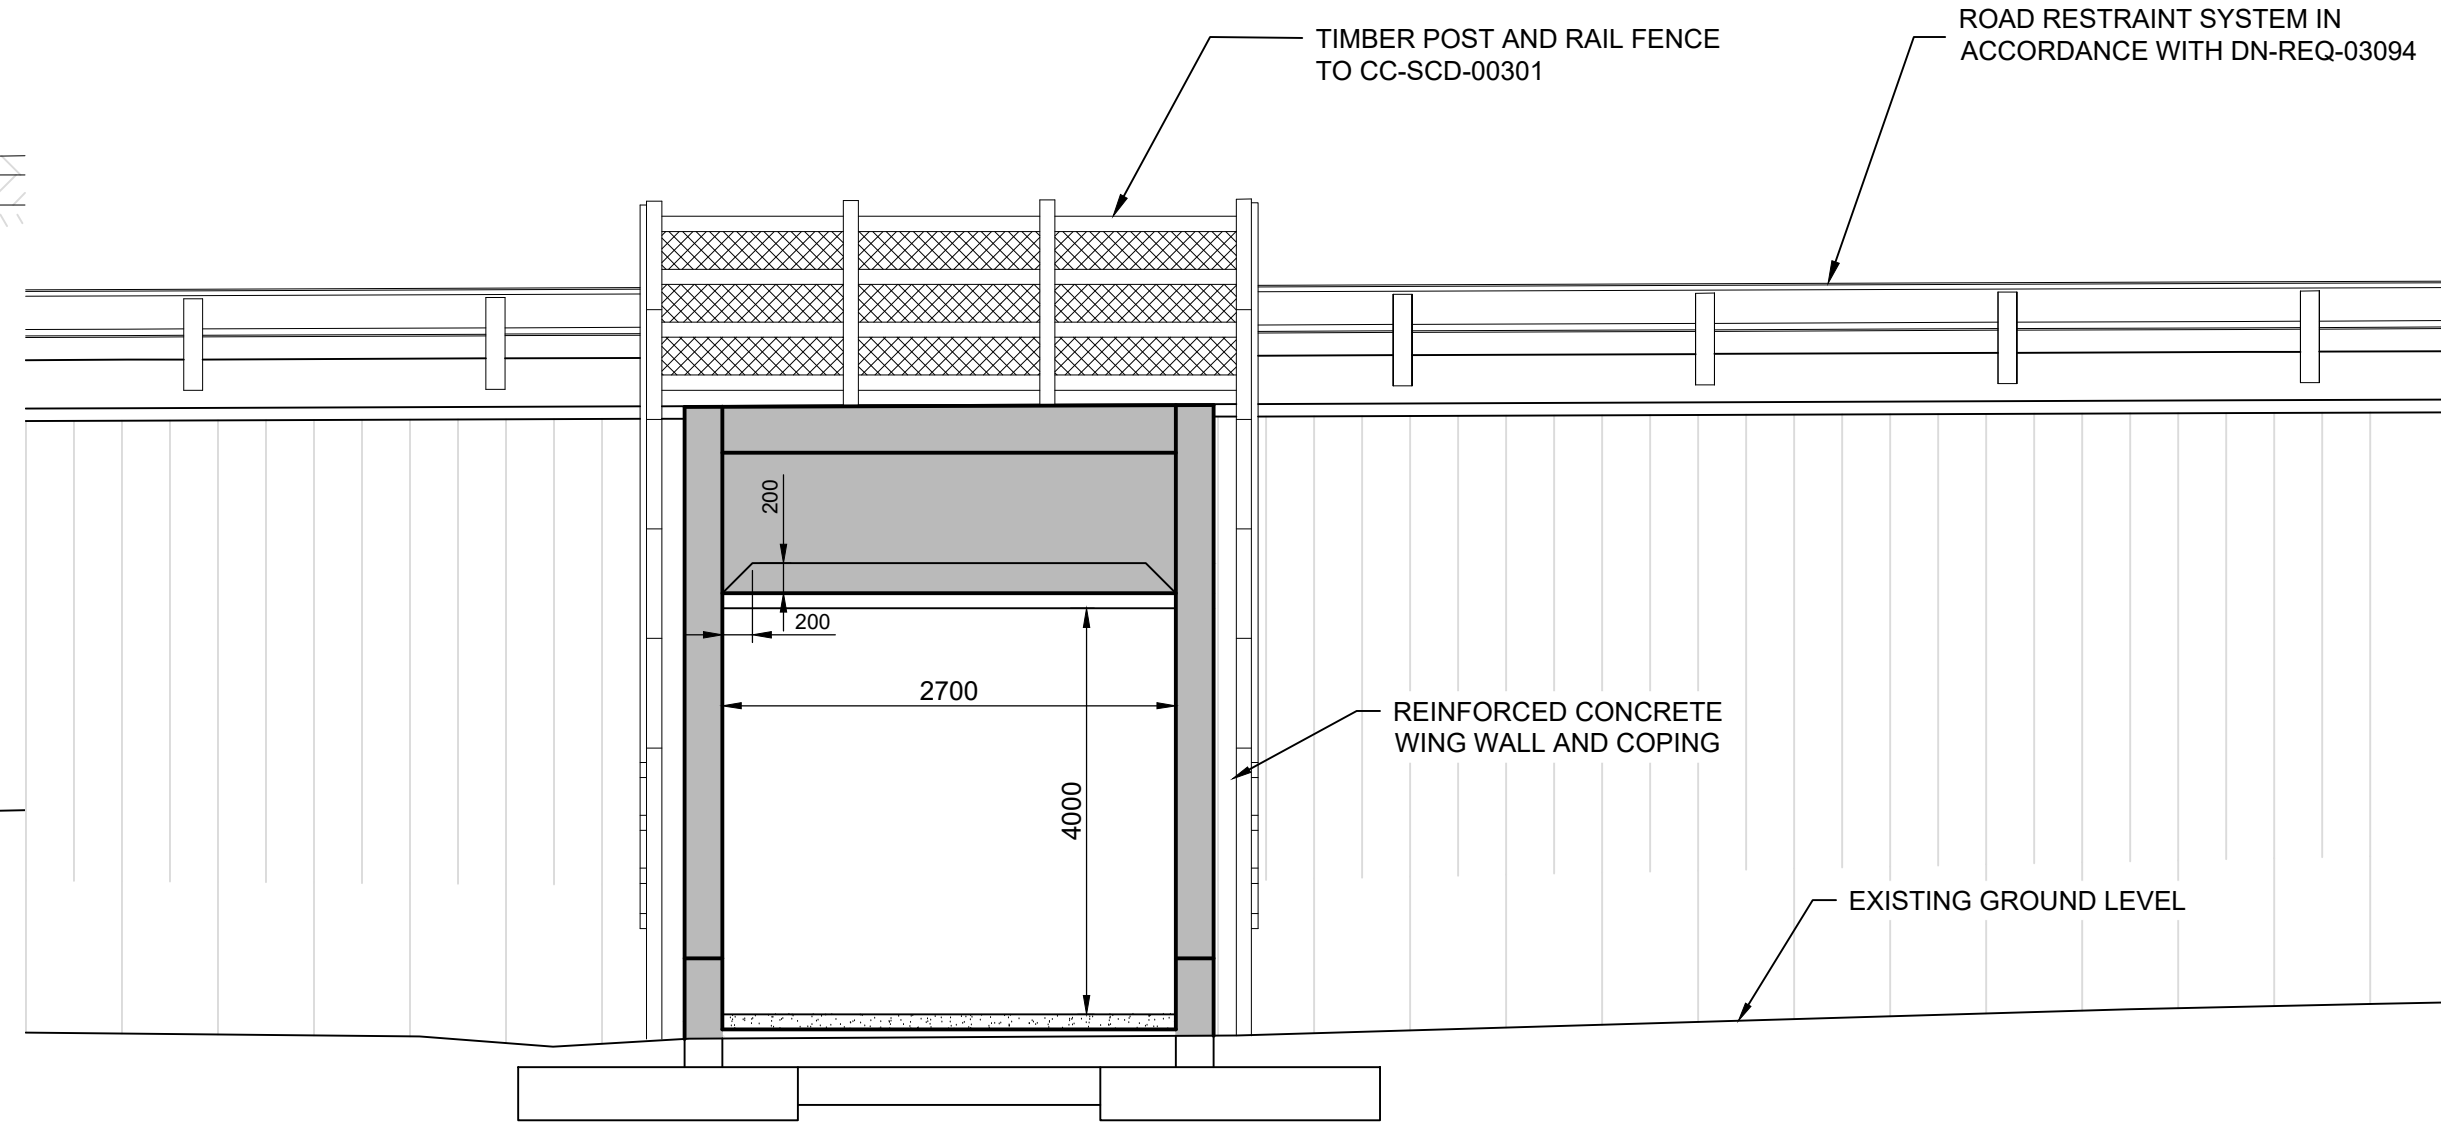 TIMBER POST AND RAIL FENCE
TO CC-SCD-00301
ROAD RESTRAINT SYSTEM IN
ACCORDANCE WITH DN-REQ-03094
200
200
2700
REINFORCED CONCRETE
WING WALL AND COPING
4000
EXISTING GROUND LEVEL